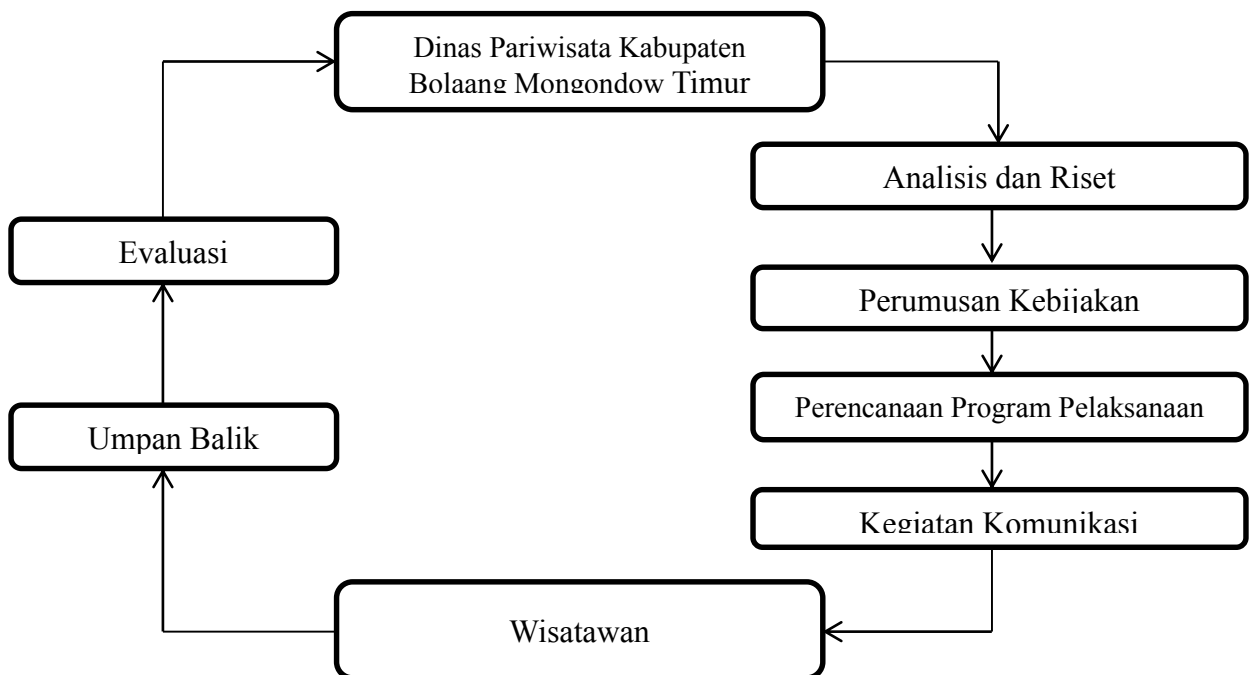 Dinas Pariwisata Kabupaten
Bolaang Mongondow Timur
Analisis dan Riset
Perumusan Kebijakan
Perencanaan Program Pelaksanaan
Kegiatan Komunikasi
Wisatawan
Umpan Balik
Evaluasi